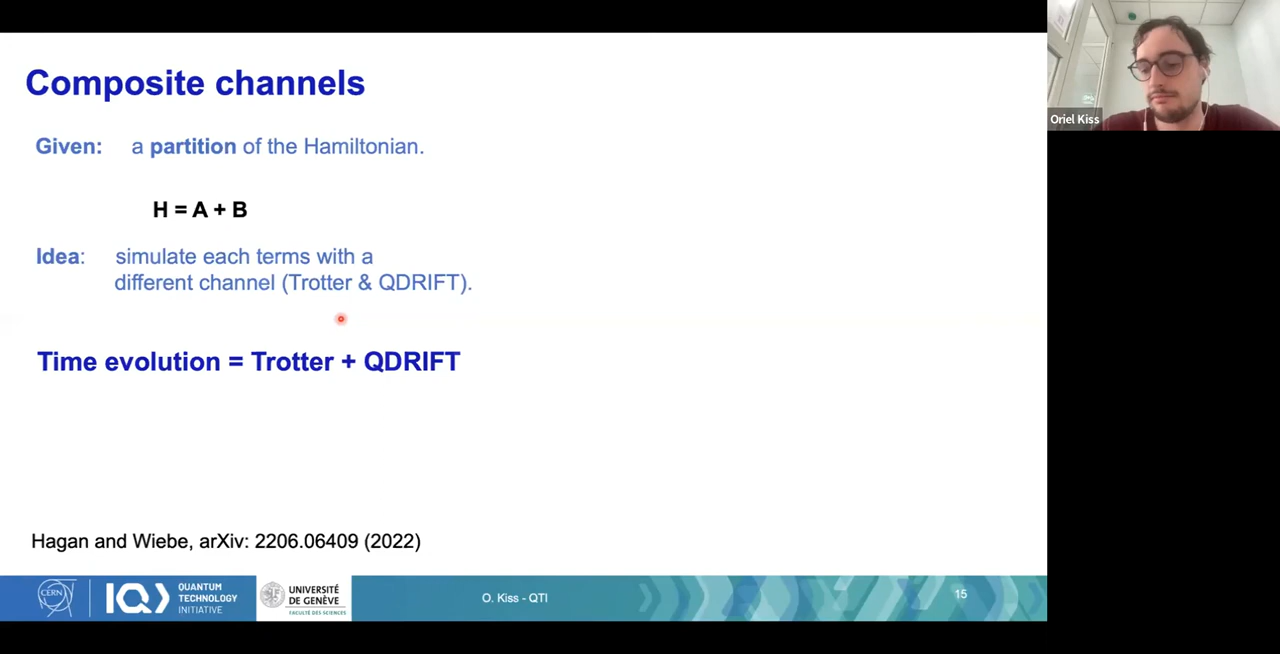 Composite channels
Given: a partition of the Hamiltonian.
H = A + B
Idea: simulate each terms with a
different channel (Trotter & QDRIFT).
Time evolution = Trotter + QDRIFT
Hagan and Wiebe, arXiv: 2206.06409 (2022)
CERN
QUANTUM
TECHNOLOGY
INITIATIVE
UNIVERSITÉ
DE GENÈVE
FACULTÉ DES SCIENCES
O. Kiss - QTI
15
Oriel Kiss